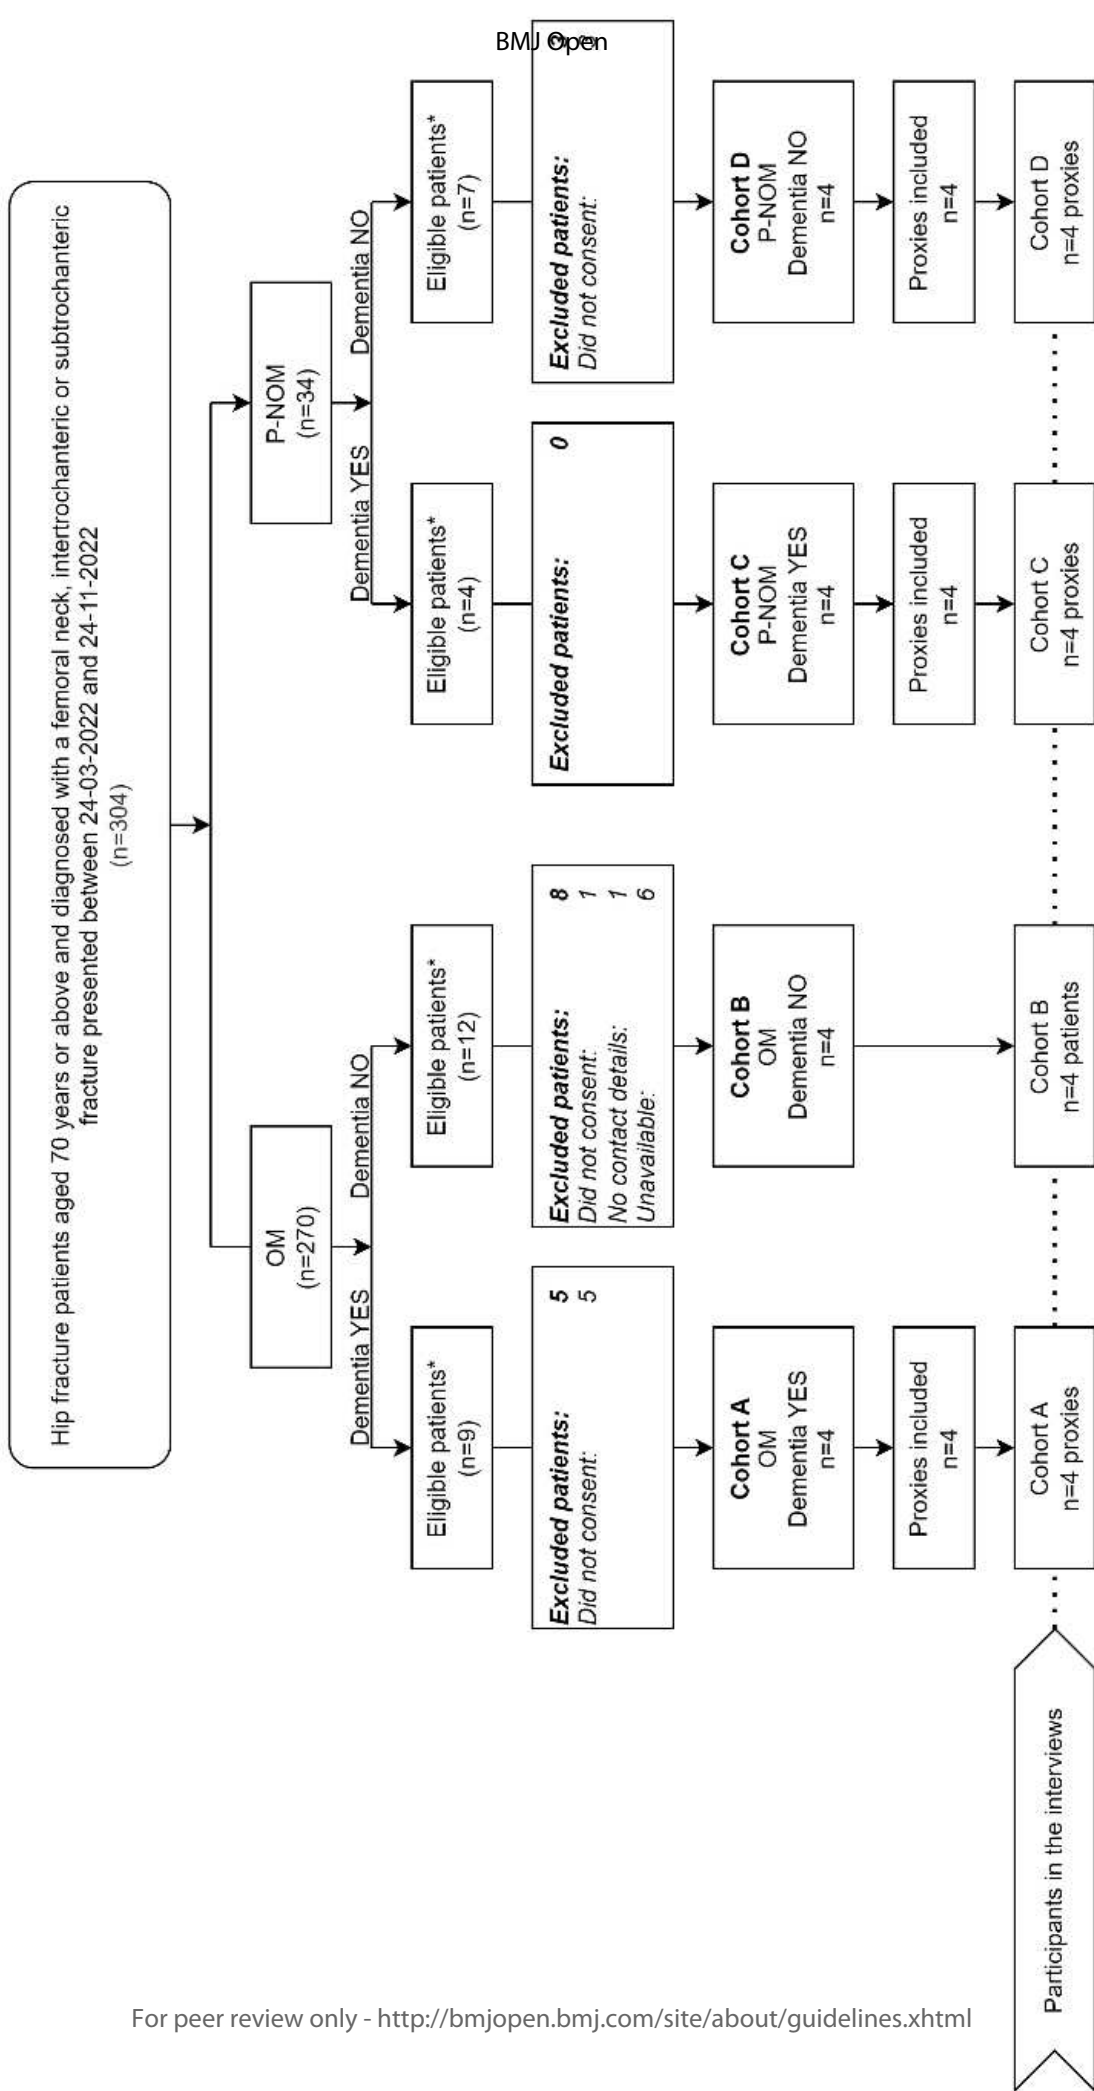 BMJ Open
Hip fracture patients aged 70 years or above and diagnosed with a femoral neck, intertrochanteric or subtrochanteric
fracture presented between 24-03-2022 and 24-11-2022
(n=304)
OM
(n=270)
P-NOM
(n=34)
Dementia YES
Dementia NO
Dementia YES
Dementia NO
Eligible patients*
(n=9)
Eligible patients*
(n=12)
Eligible patients*
(n=4)
Eligible patients*
(n=7)
Excluded patients: 5
Did not consent: 5
Excluded patients: 8
Did not consent: 1
No contact details: 1
Unavailable: 6
Excluded patients: 0
Excluded patients: 3
Did not consent: 3
Cohort A
OM
Dementia YES
n=4
Cohort B
OM
Dementia NO
n=4
Cohort C
P-NOM
Dementia YES
n=4
Cohort D
P-NOM
Dementia NO
n=4
Proxies included
n=4
Proxies included
n=4
Proxies included
n=4
Participants in the interviews
Cohort A
n=4 proxies
Cohort B
n=4 patients
Cohort C
n=4 proxies
Cohort D
n=4 proxies
For peer review only - http://bmjopen.bmj.com/site/about/guidelines.xhtml